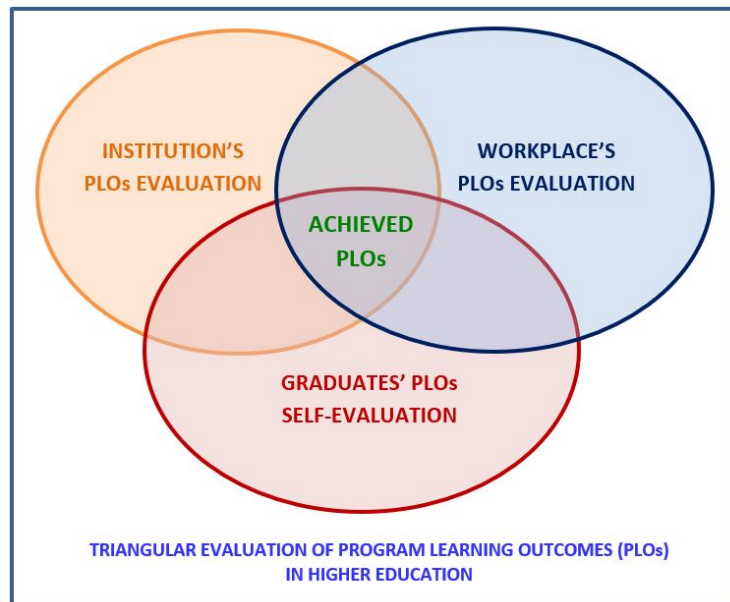 INSTITUTION’S
PLOs EVALUATION
WORKPLACE’S
PLOs EVALUATION
ACHIEVED
PLOs
GRADUATES’ PLOs
SELF-EVALUATION
TRIANGULAR EVALUATION OF PROGRAM LEARNING OUTCOMES (PLOs)
IN HIGHER EDUCATION